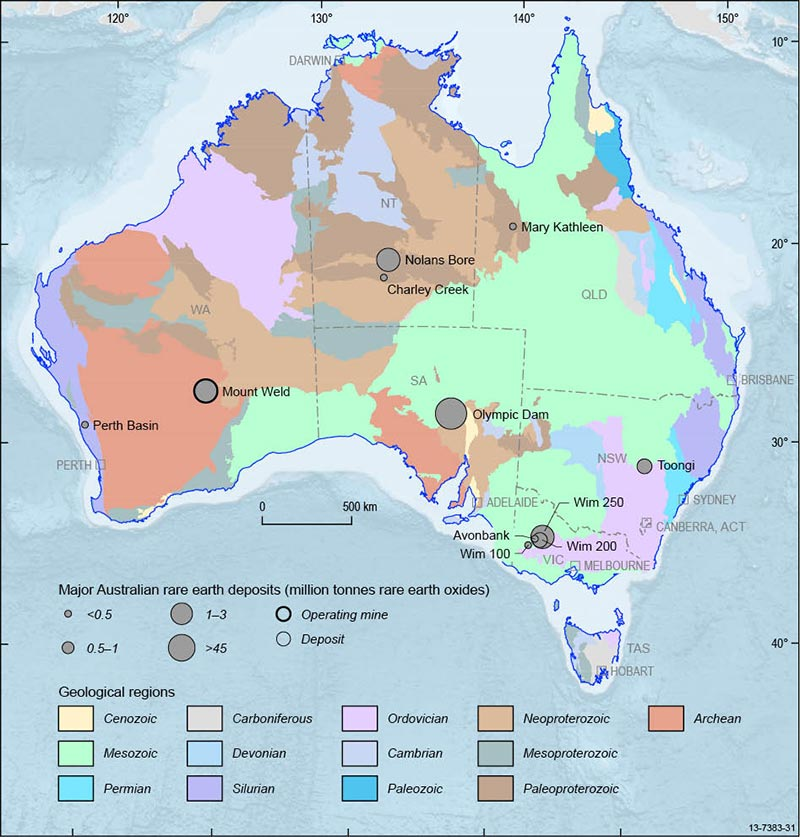 120°
130°
140°
150°
10°
DARWIN
NT
Mary Kathleen
20°
Nolans Bore
Charley Creek
QLD
WA
SA
BRISBANE
Mount Weld
Olympic Dam
Perth Basin
30°
PERTH
NSW
Toongi
ADELAIDE
Wim 250
SYDNEY
0
500 km
CANBERRA, ACT
Avonbank
Wim 200
Wim 100
VIC
MELBOURNE
Major Australian rare earth deposits (million tonnes rare earth oxides)
<0.5
1–3
Operating mine
0.5–1
>45
Deposit
40°
TAS
HOBART
Geological regions
Cenozoic
Carboniferous
Ordovician
Neoproterozoic
Archean
Mesozoic
Devonian
Cambrian
Mesoproterozoic
Permian
Silurian
Paleozoic
Paleoproterozoic
13-7383-31